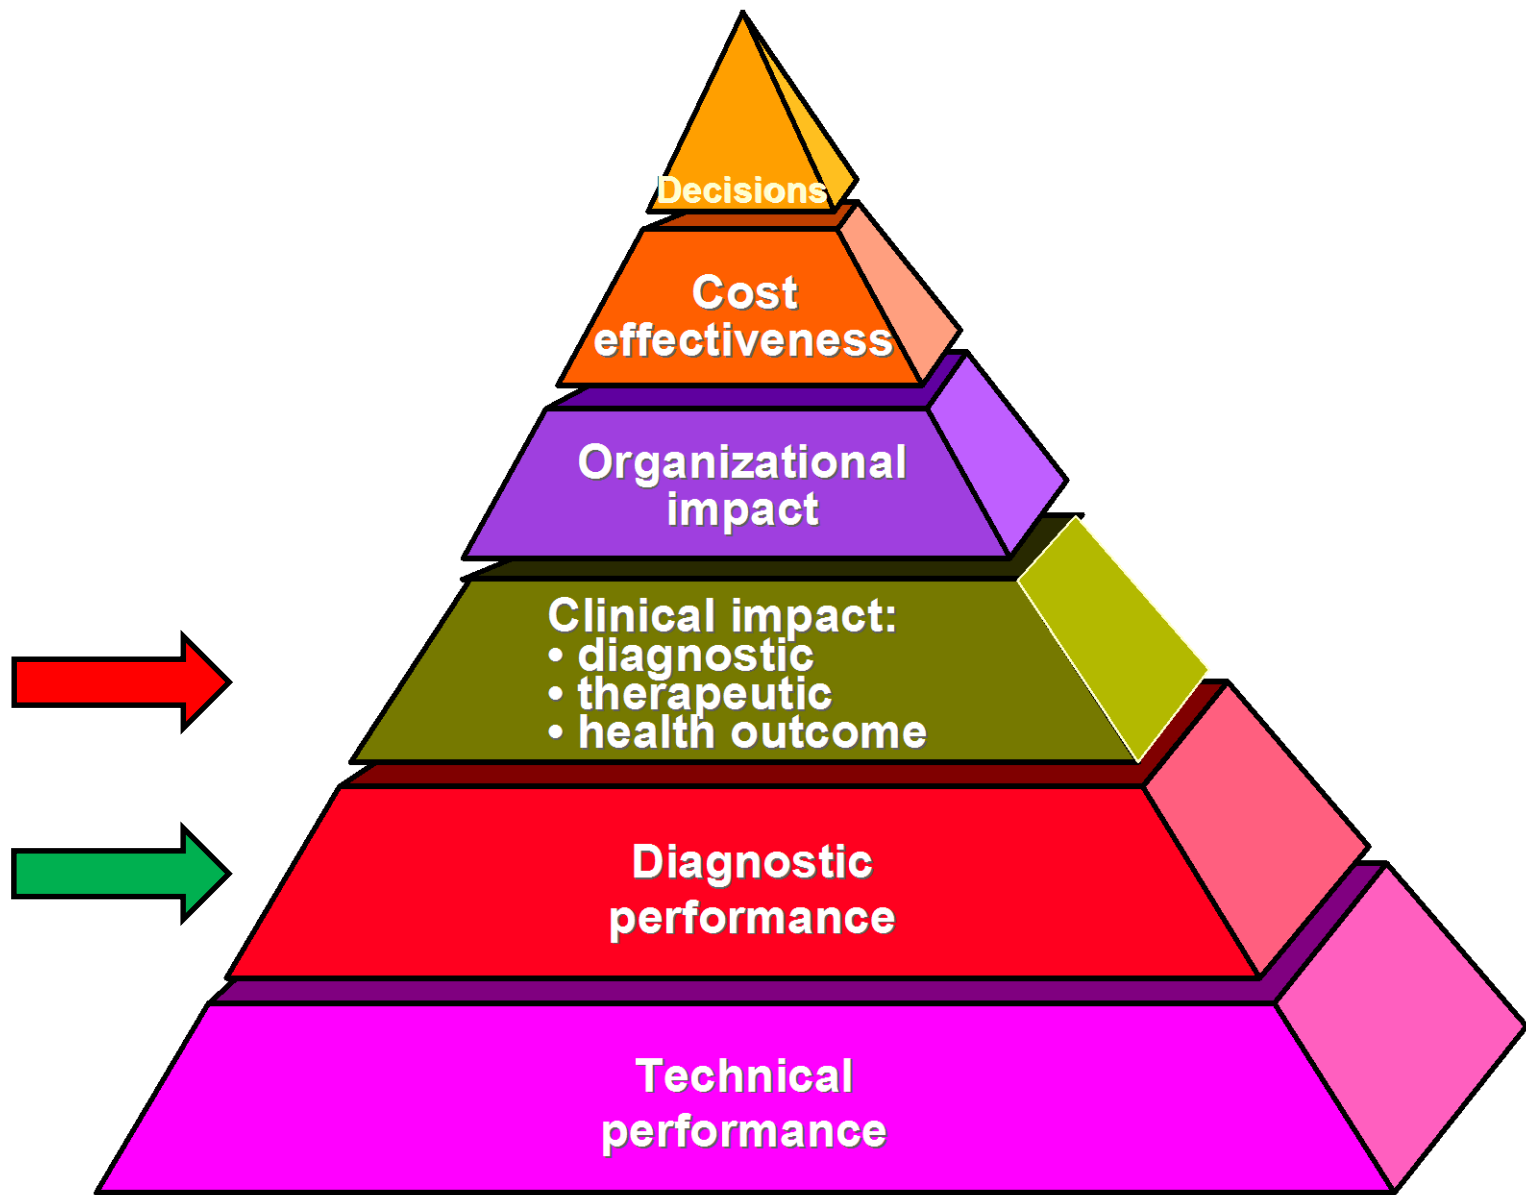 Decisions
Cost
effectiveness
Organizational
impact
Clinical impact:
• diagnostic
• therapeutic
• health outcome
Diagnostic
performance
Technical
performance